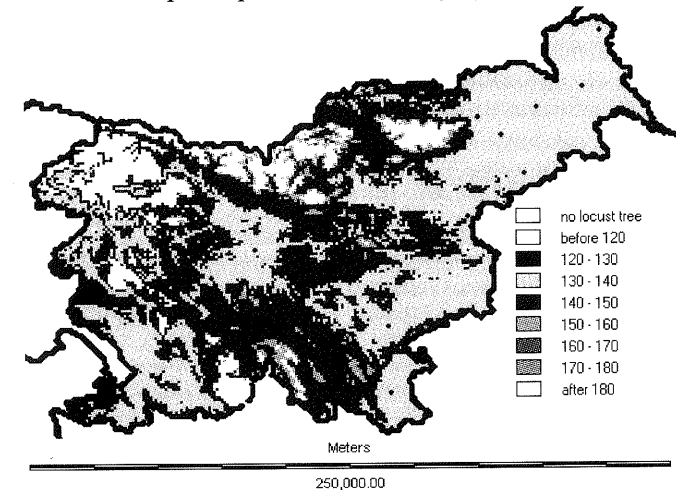 no locust tree
before 120
120 - 130
130 - 140
140 - 150
150 - 160
160 - 170
170 - 180
after 180
Meters
250,000.00